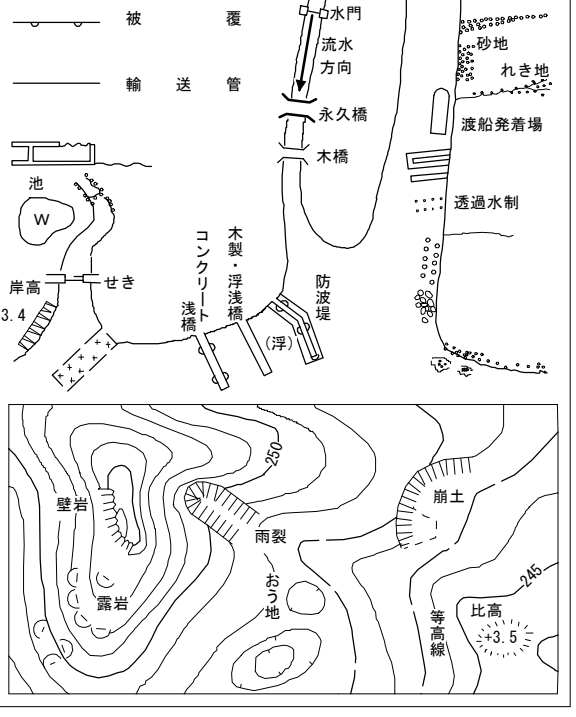 被覆
輸送管
水門
流水
方向
永久橋
木橋
砂地
れき地
渡船発着場
透過水制
池
W
せき
岸高
3.4
コンクリート
浅橋
木製・浮浅橋
防波堤
(浮)
250
壁岩
露岩
雨裂
おう地
崩土
等高線
245
比高
+3.5